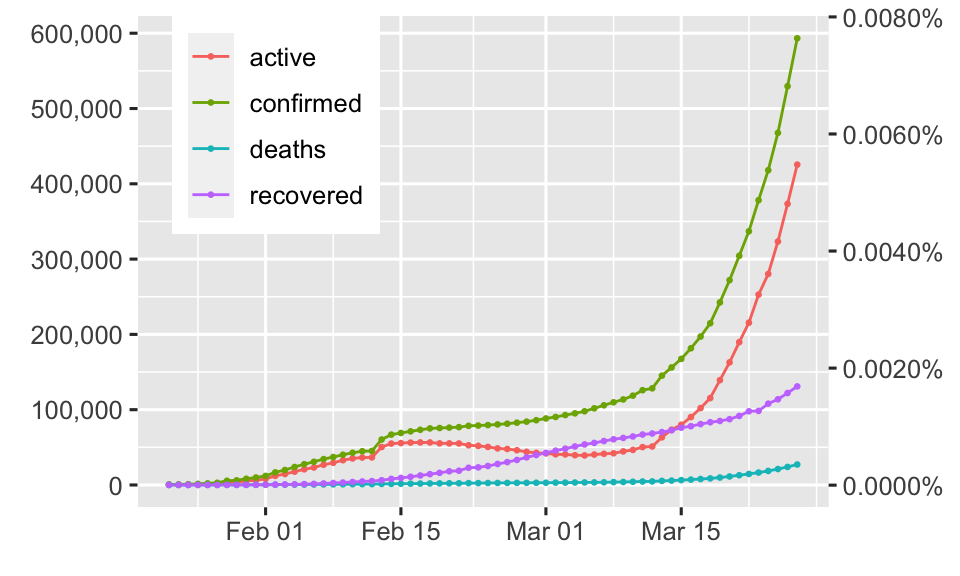 0.0080%
600,000
active
500,000
confirmed
0.0060%
deaths
400,000
recovered
300,000
0.0040%
200,000
0.0020%
100,000
0
0.0000%
Feb 01
Feb 15
Mar 01
Mar 15